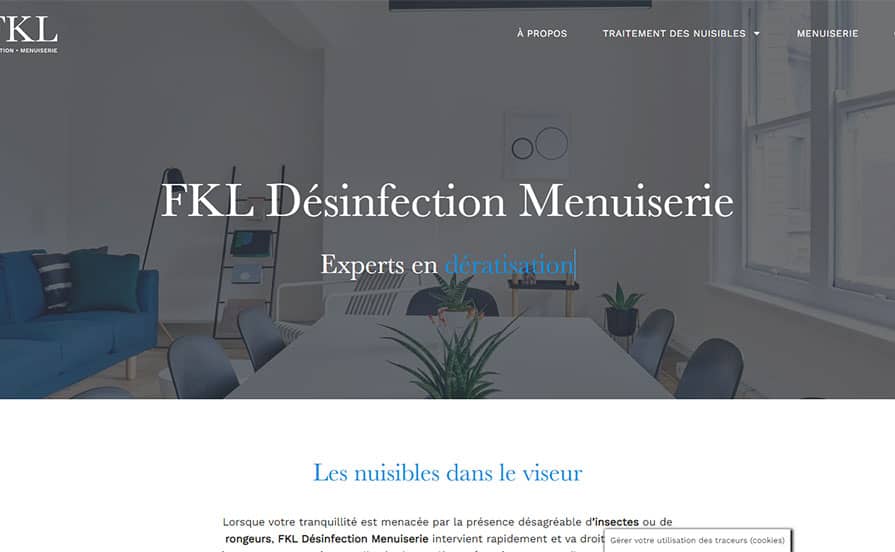 FKL
TION • MENUISERIE
À PROPOS
TRAITEMENT DES NUISIBLES
MENUISERIE
FKL Désinfection Menuiserie
Experts en dératisation
Les nuisibles dans le viseur
Lorsque votre tranquillité est menacée par la présence désagréable d'insectes ou de
rongeurs, FKL Désinfection Menuiserie intervient rapidement et va droit
Gérer votre utilisation des traceurs (cookies)